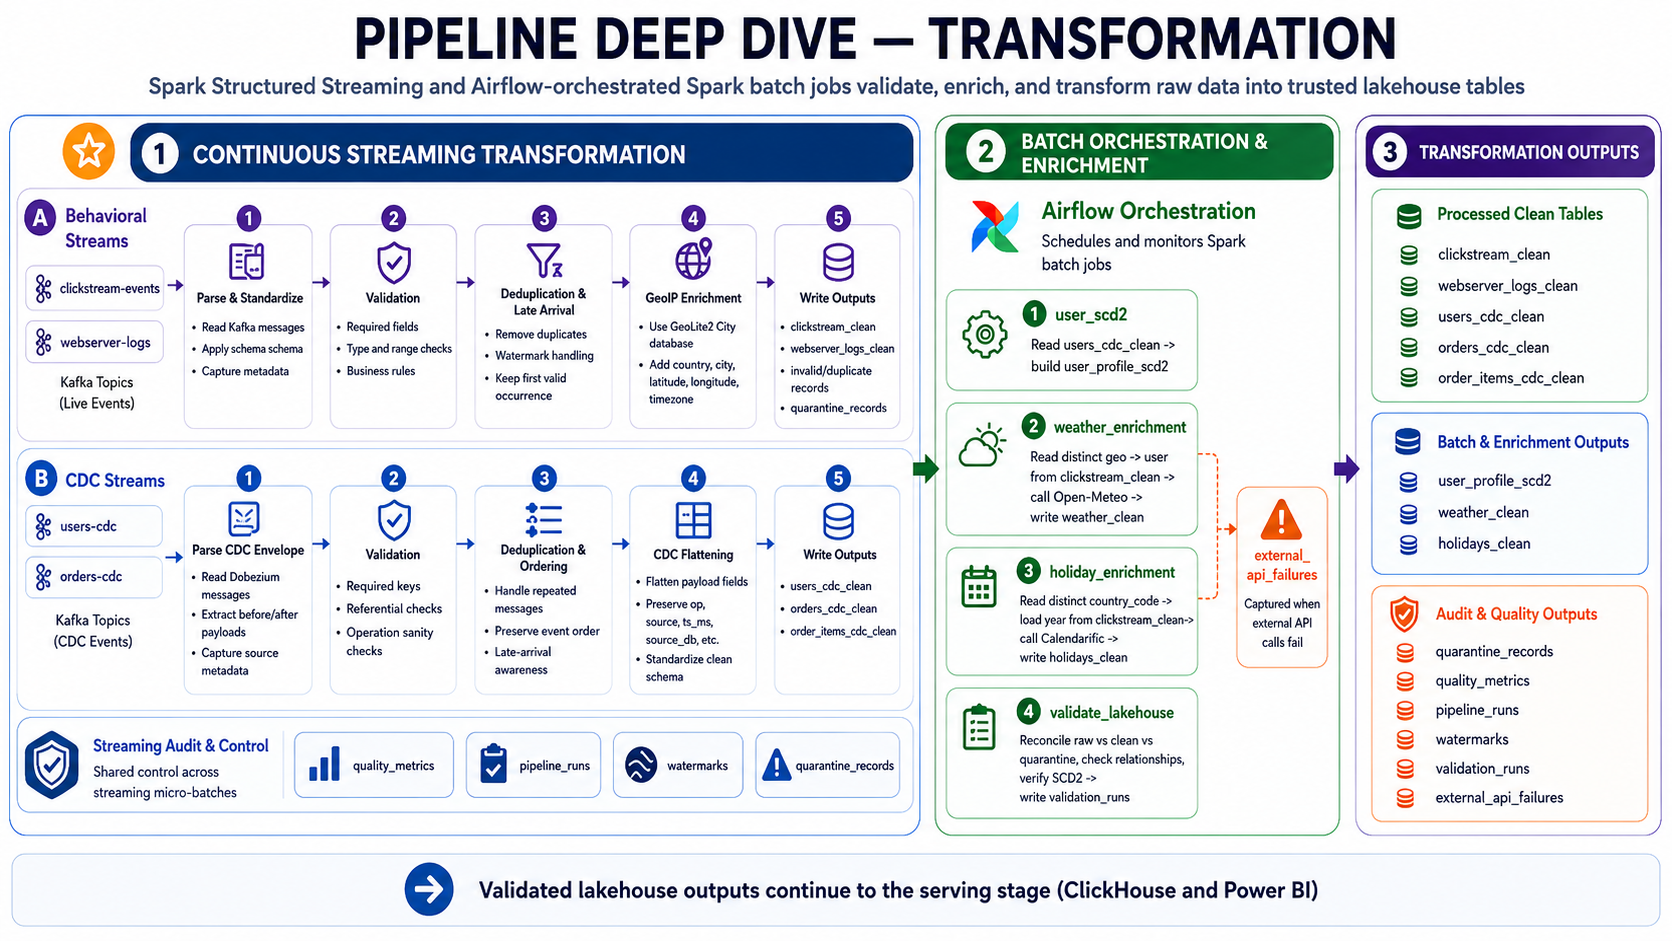 PIPELINE DEEP DIVE — TRANSFORMATION
Spark Structured Streaming and Airflow-orchestrated Spark batch jobs validate, enrich, and transform raw data into trusted lakehouse tables
1 CONTINUOUS STREAMING TRANSFORMATION
A Behavioral
Streams
clickstream-events
webserver-logs
Kafka Topics
(Live Events)
1
Parse & Standardize
• Read Kafka messages
• Apply schema schema
• Capture metadata
2
Validation
• Required fields
• Type and range checks
• Business rules
3
Deduplication &
Late Arrival
• Remove duplicates
• Watermark handling
• Keep first valid
occurrence
4
GeoIP Enrichment
• Use GeoLite2 City
database
• Add country, city,
latitude, longitude,
timezone
5
Write Outputs
• clickstream_clean
• webserver_logs_clean
• invalid/duplicate
records
• quarantine_records
B CDC Streams
users-cdc
orders-cdc
Kafka Topics
(CDC Events)
1
Parse CDC Envelope
• Read Dobezium
messages
• Extract before/after
payloads
• Capture source
metadata
2
Validation
• Required keys
• Referential checks
• Operation sanity
checks
3
Deduplication &
Ordering
• Handle repeated
messages
• Preserve event order
• Late-arrival
awareness
4
CDC Flattening
• Flatten payload fields
• Preserve op,
source, ts_ms,
source_db, etc.
• Standardize clean
schema
5
Write Outputs
• users_cdc_clean
• orders_cdc_clean
• order_items_cdc_clean
Streaming Audit & Control
Shared control across
streaming micro-batches
quality_metrics
pipeline_runs
watermarks
quarantine_records
2 BATCH ORCHESTRATION &
ENRICHMENT
Airflow Orchestration
Schedules and monitors Spark
batch jobs
1 user_scd2
Read users_cdc_clean ->
build user_profile_scd2
2 weather_enrichment
Read distinct geo -> user
from clickstream_clean ->
call Open-Meteo ->
write weather_clean
3 holiday_enrichment
Read distinct country_code ->
load year from clickstream_clean->
call Calendarific ->
write holidays_clean
4 validate_lakehouse
Reconcile raw vs clean vs
quarantine, check relationships,
verify SCD2 ->
write validation_runs
external_
api_failures
Captured when
external API
calls fail
3 TRANSFORMATION OUTPUTS
Processed Clean Tables
clickstream_clean
webserver_logs_clean
users_cdc_clean
orders_cdc_clean
order_items_cdc_clean
Batch & Enrichment Outputs
user_profile_scd2
weather_clean
holidays_clean
Audit & Quality Outputs
quarantine_records
quality_metrics
pipeline_runs
watermarks
validation_runs
external_api_failures
Validated lakehouse outputs continue to the serving stage (ClickHouse and Power BI)